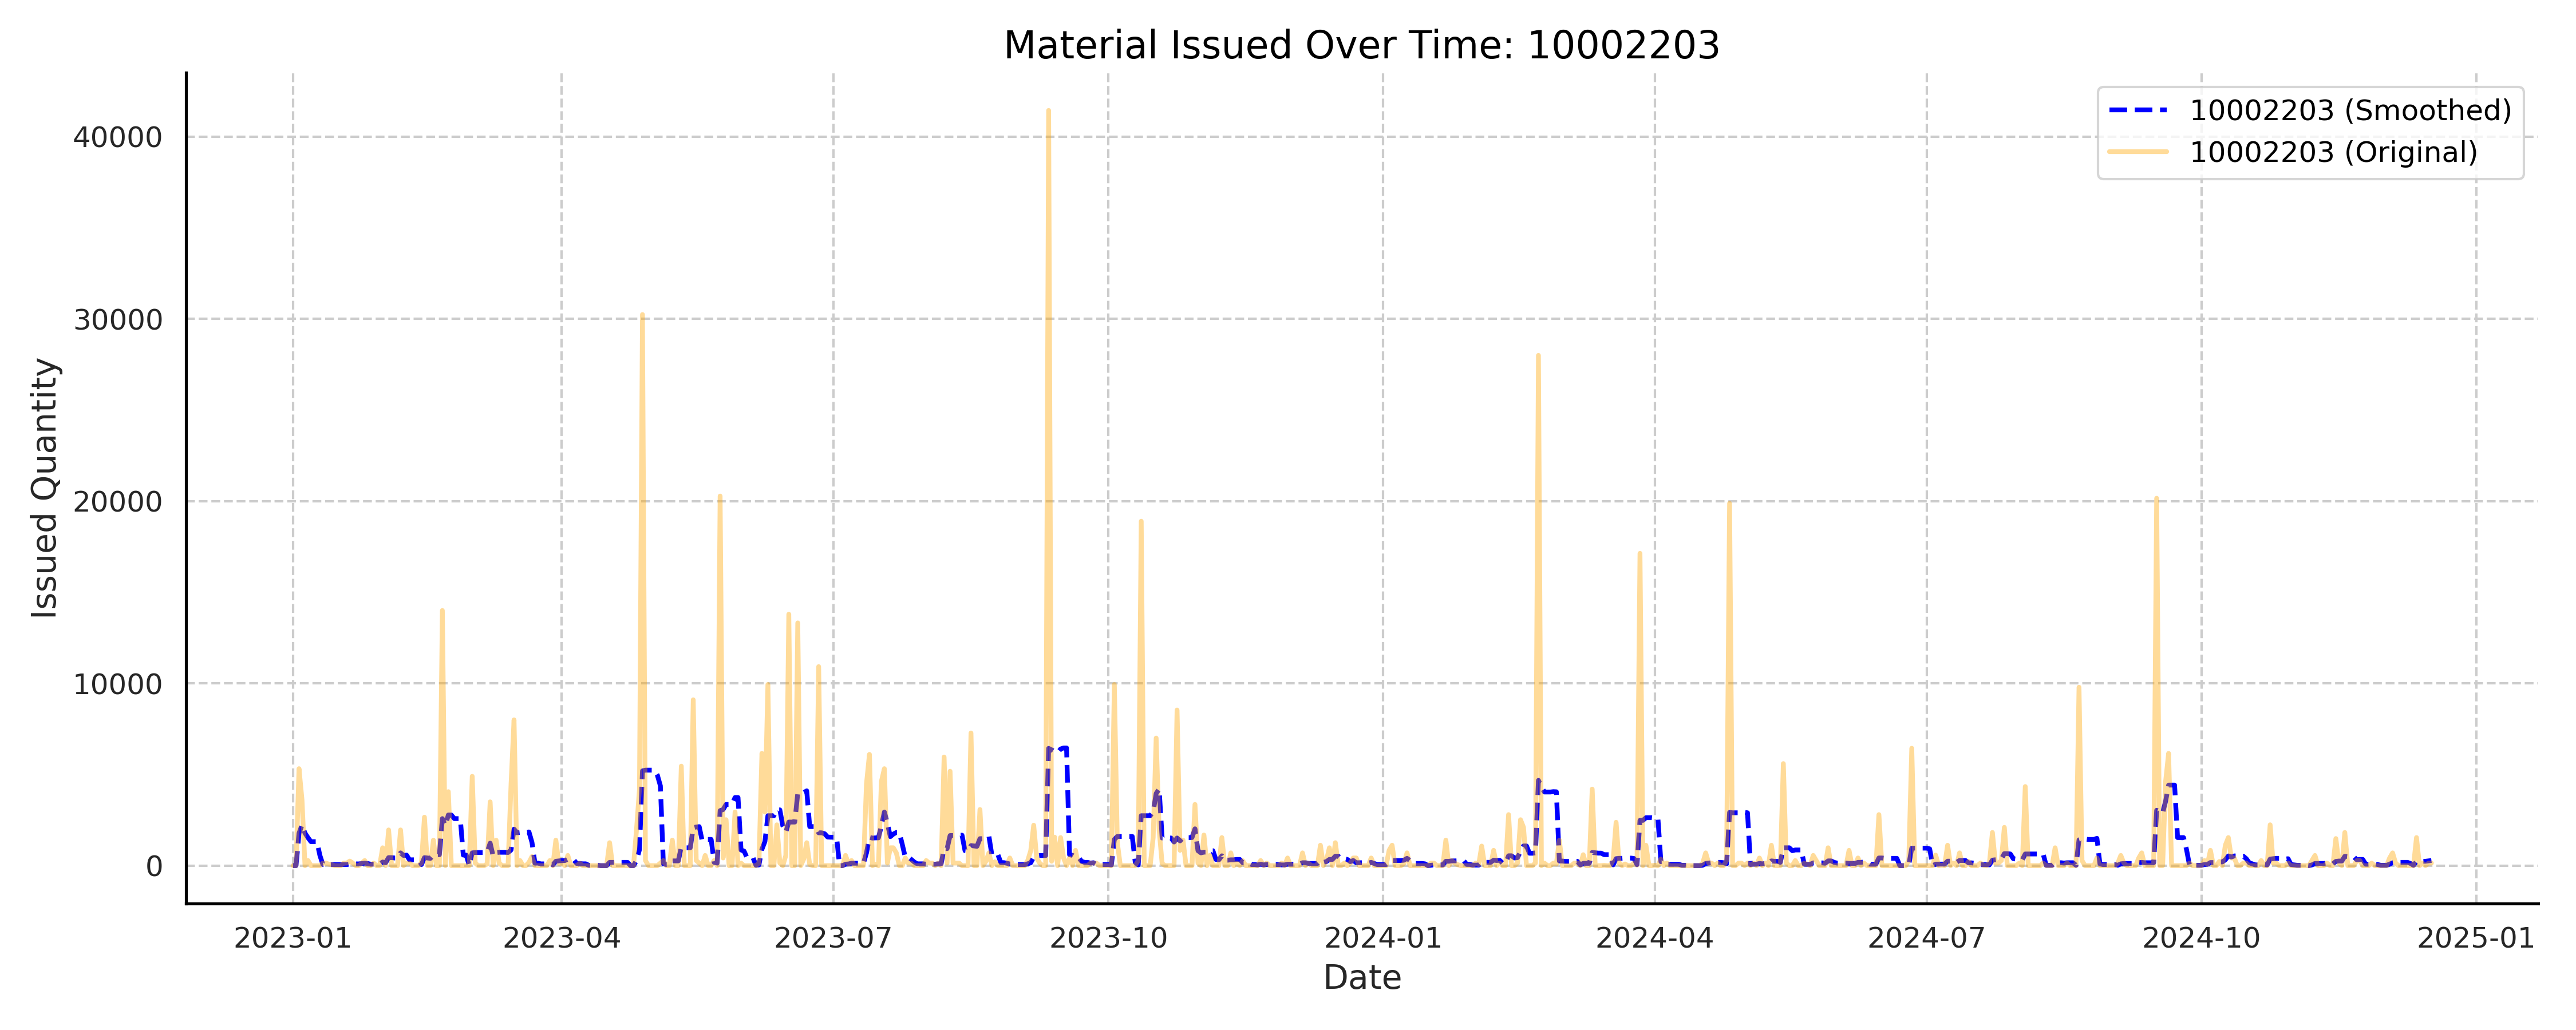 Material Issued Over Time: 10002203
10002203 (Smoothed)
10002203 (Original)
Issued Quantity
40000
30000
20000
10000
0
2023-01 2023-04 2023-07 2023-10 2024-01 2024-04 2024-07 2024-10 2025-01
Date